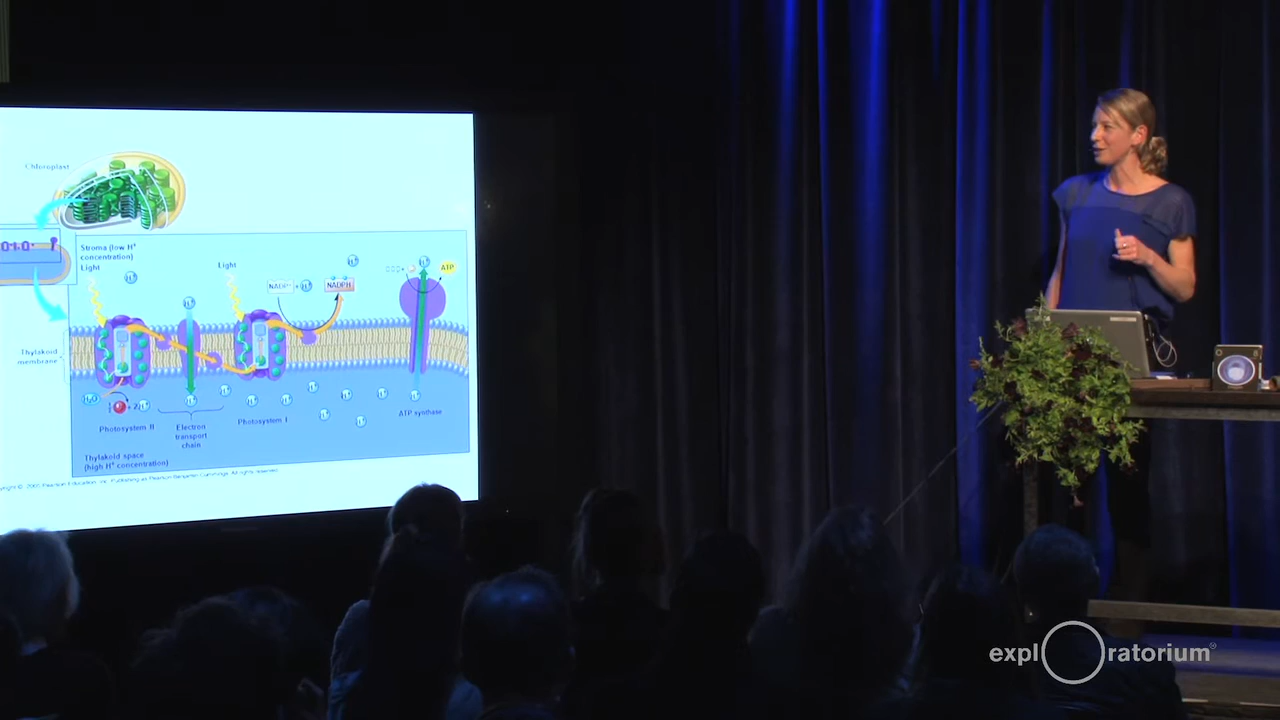 Chloroplast
Stroma (low H⁺
concentration)
Light
Light
H⁺
H⁺
H⁺
NADP⁺ + H⁺
NADPH
H⁺
ATP
Thylakoid
membrane
H₂O
Photosystem II
Electron
transport
chain
Photosystem I
ATP synthase
Thylakoid space
(high H⁺ concentration)
exploratorium®